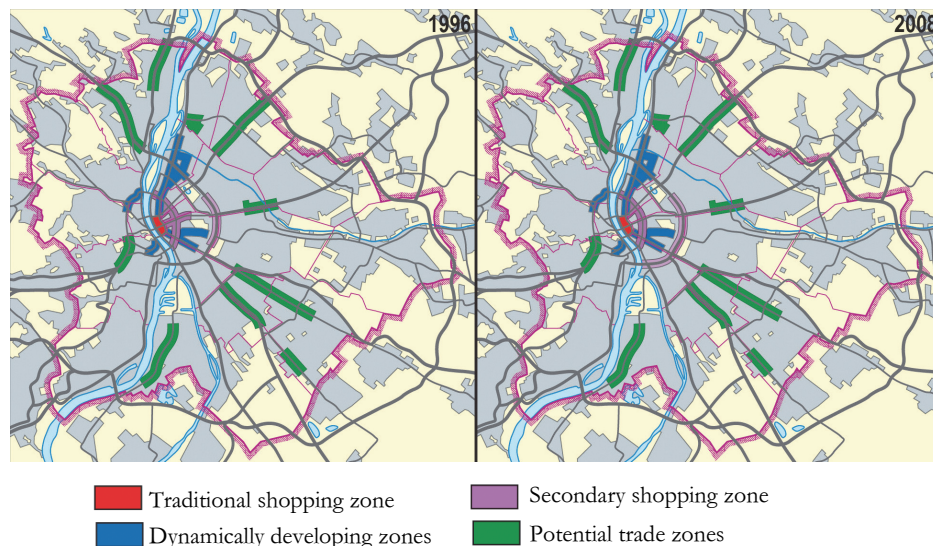 1996
2008
Traditional shopping zone
Secondary shopping zone
Dynamically developing zones
Potential trade zones